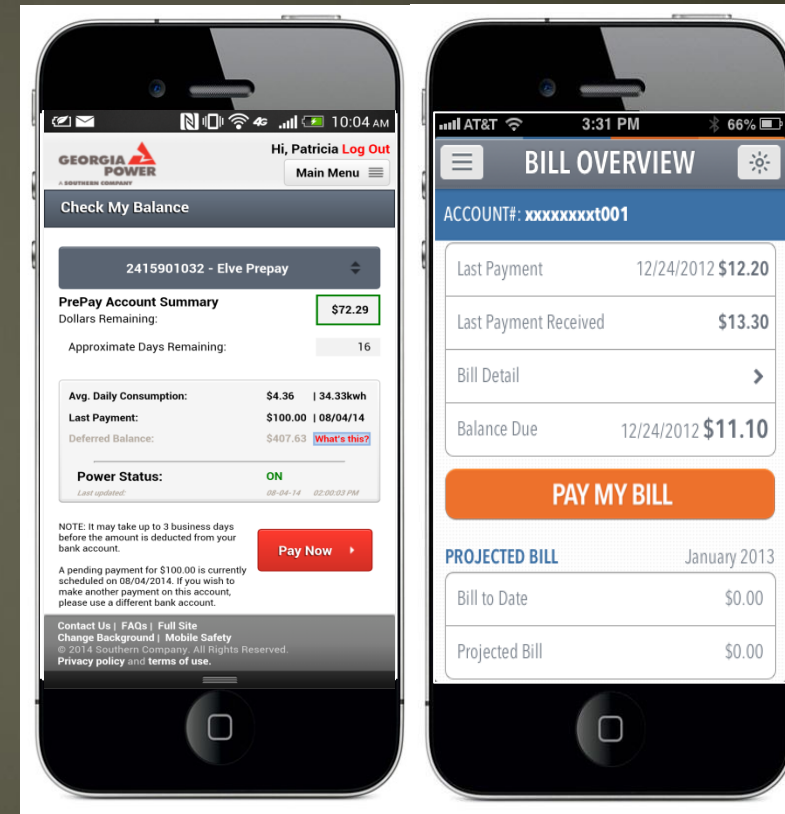 10:04 AM
GEORGIA
POWER
A SOUTHERN COMPANY
Hi, Patricia Log Out
Main Menu
Check My Balance
2415901032 - Elve Prepay
PrePay Account Summary
Dollars Remaining:
$72.29
Approximate Days Remaining: 16
Avg. Daily Consumption: $4.36 | 34.33kwh
Last Payment: $100.00 | 08/04/14
Deferred Balance: $407.63 What's this?
Power Status: ON
Last updated: 08-04-14 02:00:03 PM
NOTE: It may take up to 3 business days
before the amount is deducted from your
bank account.
Pay Now
A pending payment for $100.00 is currently
scheduled on 08/04/2014. If you wish to
make another payment on this account,
please use a different bank account.
Contact Us | FAQs | Full Site
Change Background | Mobile Safety
© 2014 Southern Company. All Rights Reserved.
Privacy policy and terms of use.
AT&T 3:31 PM 66%
BILL OVERVIEW
ACCOUNT#: xxxxxxxxt001
Last Payment 12/24/2012 $12.20
Last Payment Received $13.30
Bill Detail
Balance Due 12/24/2012 $11.10
PAY MY BILL
PROJECTED BILL January 2013
Bill to Date $0.00
Projected Bill $0.00